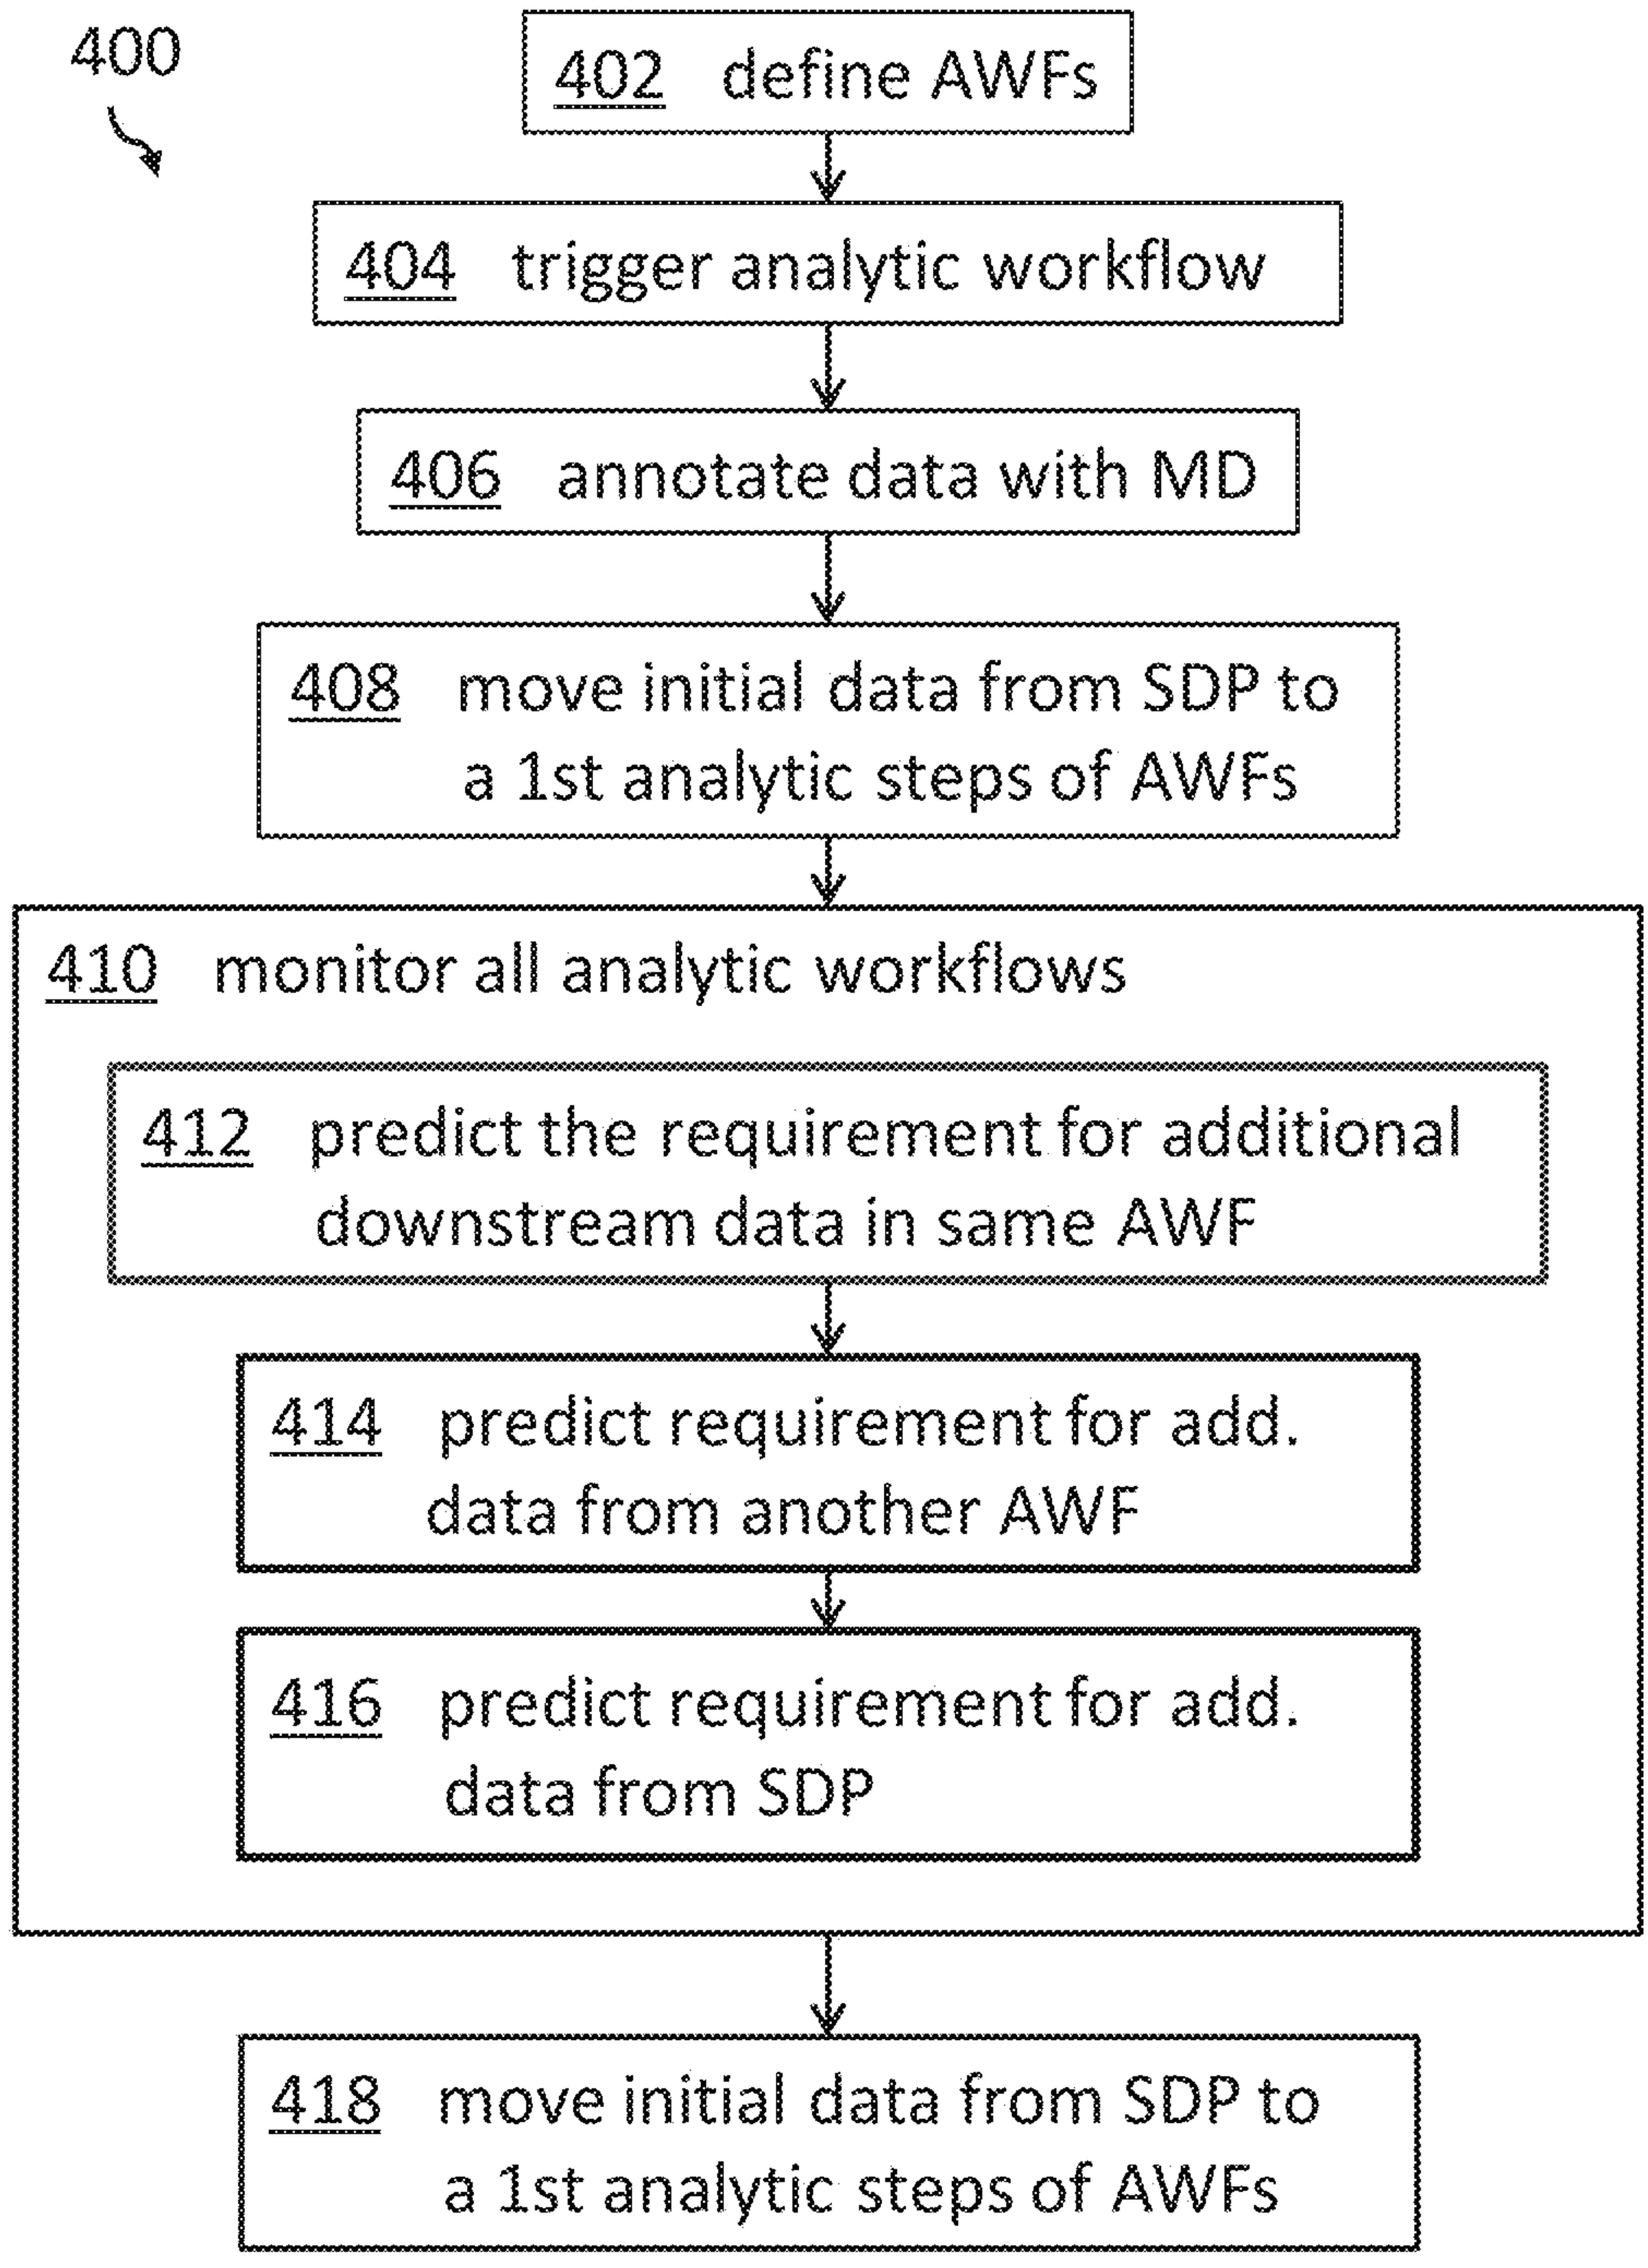 400
402 define AWFs
404 trigger analytic workflow
406 annotate data with MD
408 move initial data from SDP to
a 1st analytic steps of AWFs
410 monitor all analytic workflows
412 predict the requirement for additional
downstream data in same AWF
414 predict requirement for add.
data from another AWF
416 predict requirement for add.
data from SDP
418 move initial data from SDP to
a 1st analytic steps of AWFs